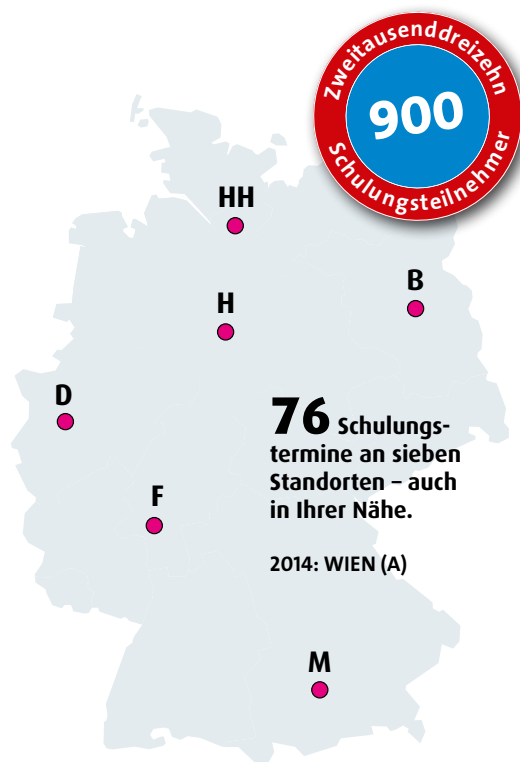 Zweitausenddreizehn
900
Schulungsteilnehmer
HH
B
H
D
76 Schulungs-
termine an sieben
Standorten – auch
in Ihrer Nähe.
F
2014: WIEN (A)
M